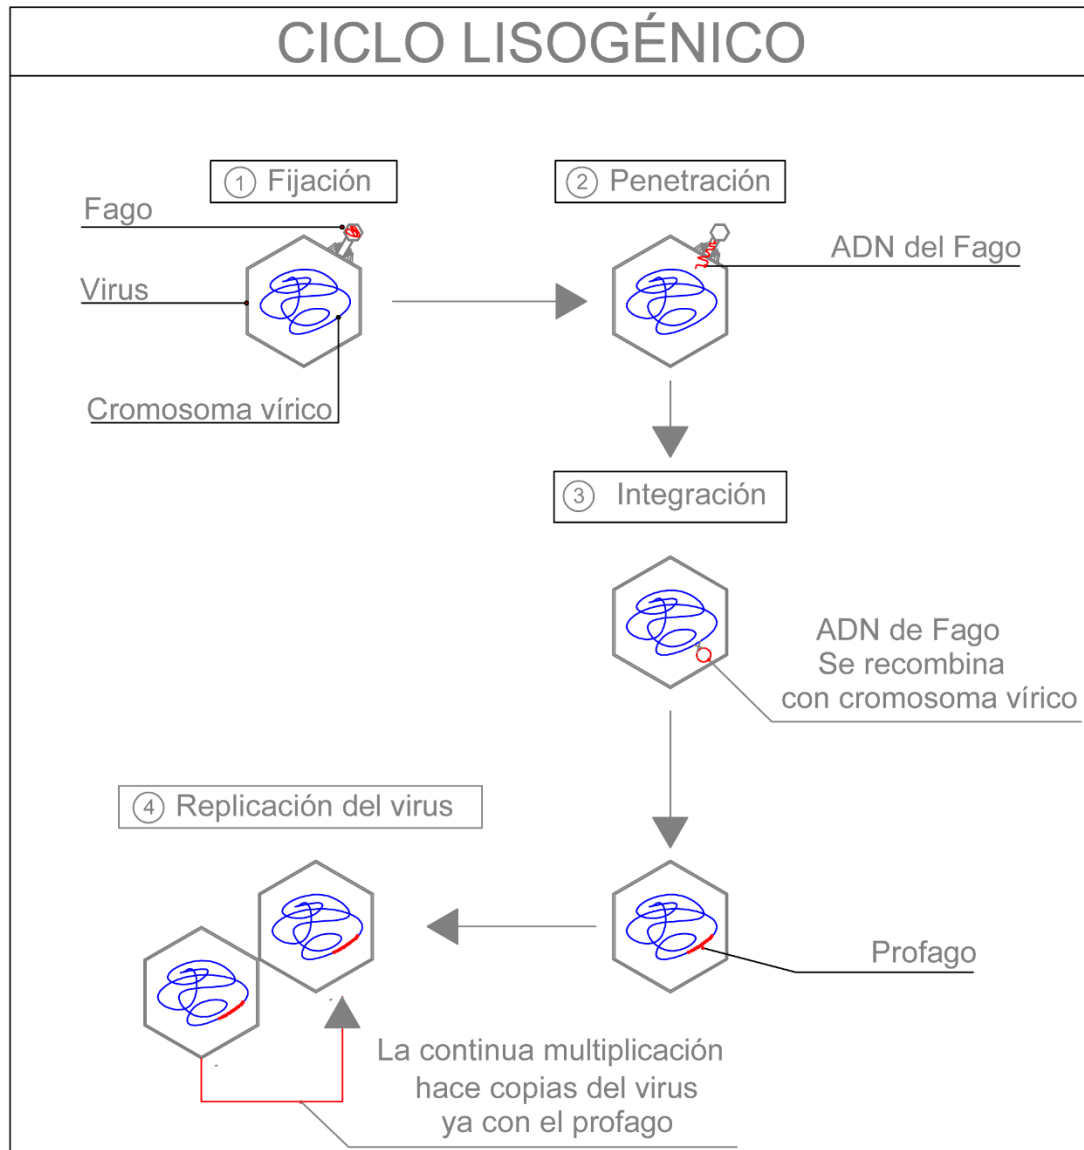 CICLO LISOGÉNICO
1 Fijación
Fago
Virus
Cromosoma vírico
2 Penetración
ADN del Fago
3 Integración
ADN de Fago
Se recombina
con cromosoma vírico
Profago
4 Replicación del virus
La continua multiplicación
hace copias del virus
ya con el profago